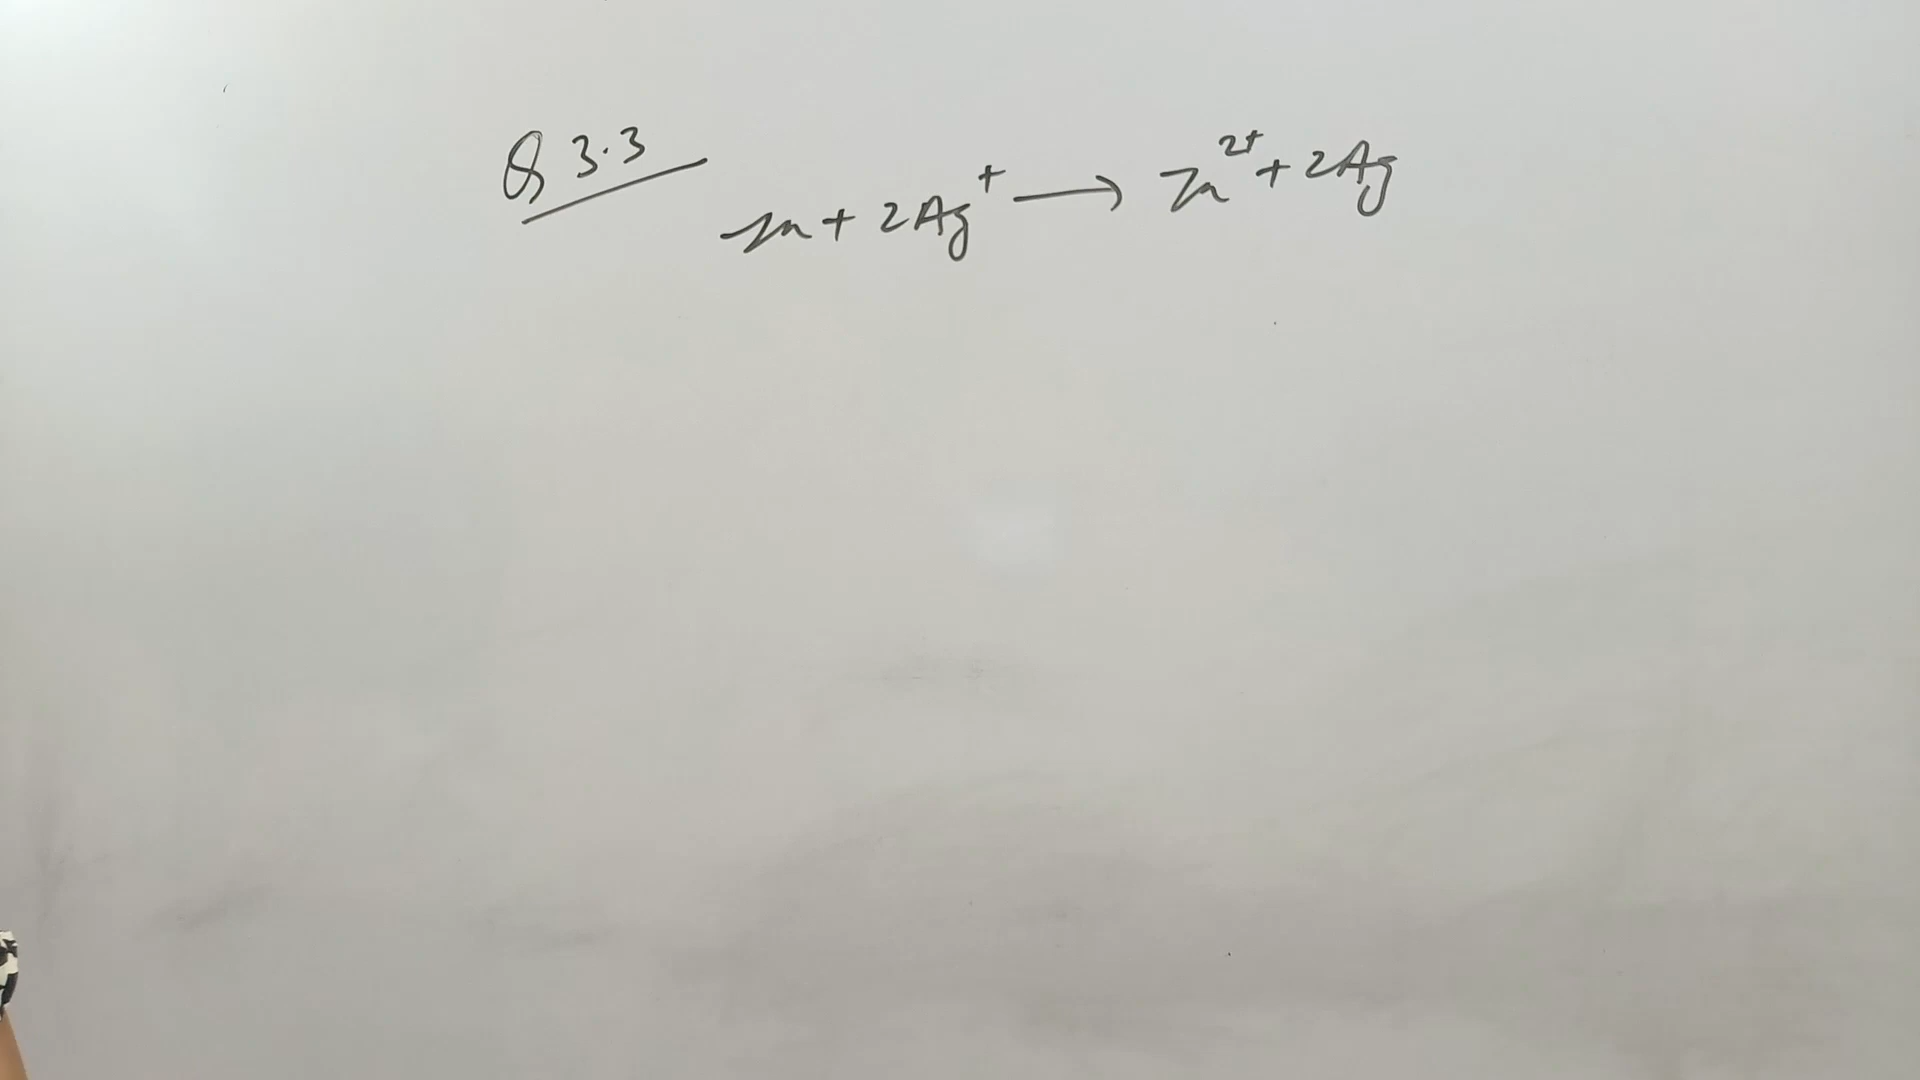 Q 3.3
Zn + 2Ag⁺ ⟶ Zn²⁺ + 2Ag